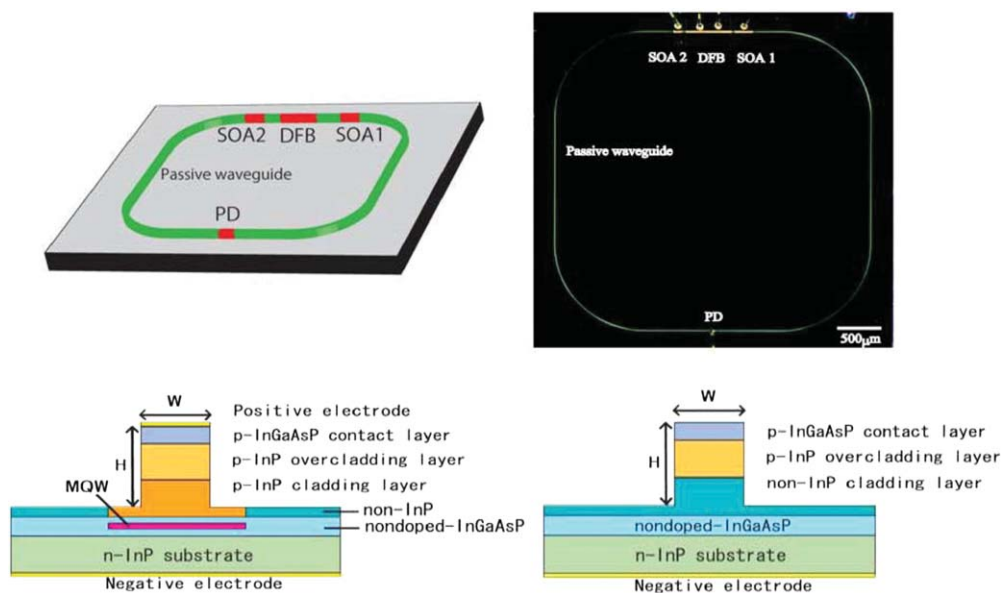 SOA2 DFB SOA1
Passive waveguide
PD
SOA 2 DFB SOA 1
Passive waveguide
PD
500μm
W
Positive electrode
p-InGaAsP contact layer
H
p-InP overcladding layer
MQW
p-InP cladding layer
non-InP
nondoped-InGaAsP
n-InP substrate
Negative electrode
W
p-InGaAsP contact layer
H
p-InP overcladding layer
non-InP cladding layer
nondoped-InGaAsP
n-InP substrate
Negative electrode